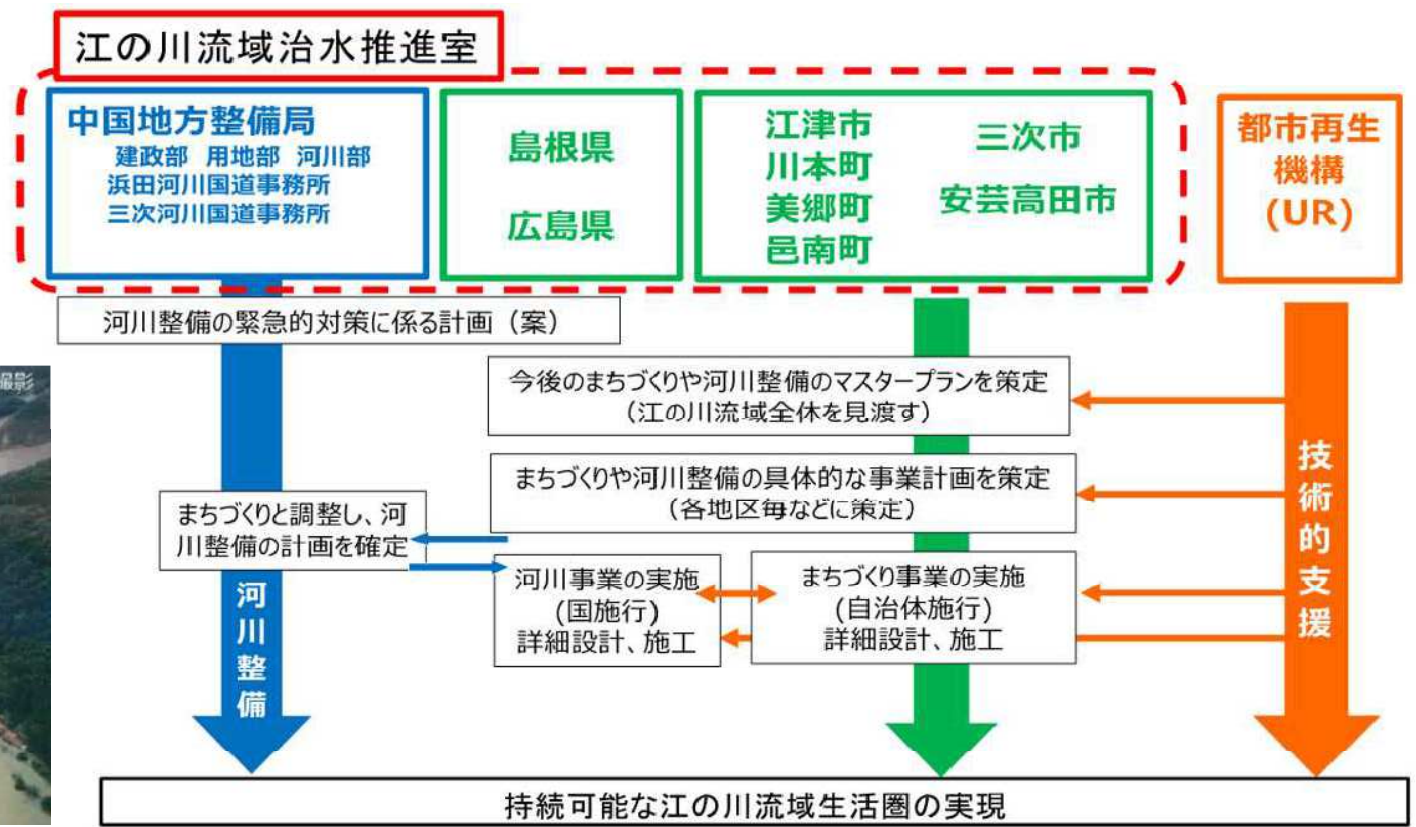 江の川流域治水推進室
中国地方整備局
建政部 用地部 河川部
浜田河川国道事務所
三次河川国道事務所
島根県
広島県
江津市
川本町
美郷町
邑南町
三次市
安芸高田市
都市再生
機構
(UR)
河川整備の緊急的対策に係る計画（案）
撮影
今後のまちづくりや河川整備のマスタープランを策定
（江の川流域全休を見渡す）
まちづくりや河川整備の具体的な事業計画を策定
（各地区毎などに策定）
まちづくりと調整し、河
川整備の計画を確定
河川事業の実施
(国施行)
詳細設計、施工
まちづくり事業の実施
(自治体施行)
詳細設計、施工
河川整備
技術的支援
持続可能な江の川流域生活圏の実現